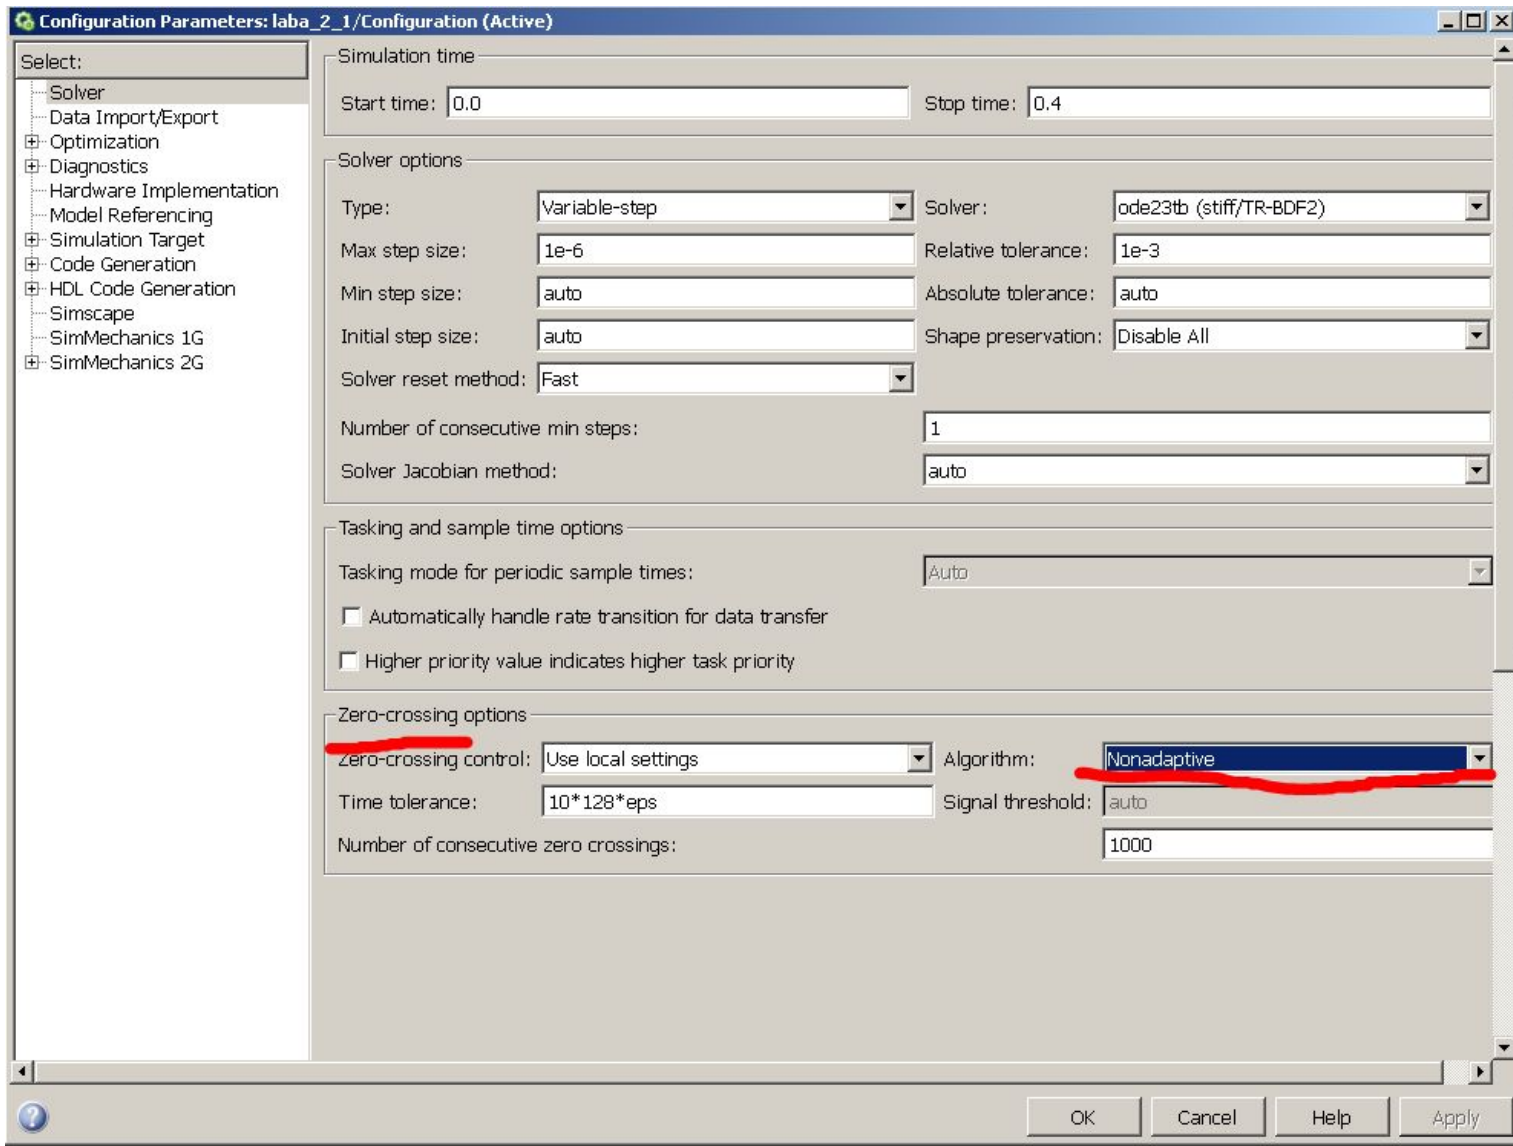 Configuration Parameters: laba_2_1/Configuration (Active)
Select:
Solver
Data Import/Export
Optimization
Diagnostics
Hardware Implementation
Model Referencing
Simulation Target
Code Generation
HDL Code Generation
Simscape
SimMechanics 1G
SimMechanics 2G
Simulation time
Start time: 0.0 Stop time: 0.4
Solver options
Type: Variable-step Solver: ode23tb (stiff/TR-BDF2)
Max step size: 1e-6 Relative tolerance: 1e-3
Min step size: auto Absolute tolerance: auto
Initial step size: auto Shape preservation: Disable All
Solver reset method: Fast
Number of consecutive min steps: 1
Solver Jacobian method: auto
Tasking and sample time options
Tasking mode for periodic sample times: Auto
Automatically handle rate transition for data transfer
Higher priority value indicates higher task priority
Zero-crossing options
Zero-crossing control: Use local settings Algorithm: Nonadaptive
Time tolerance: 10*128*eps Signal threshold: auto
Number of consecutive zero crossings: 1000
OK Cancel Help Apply